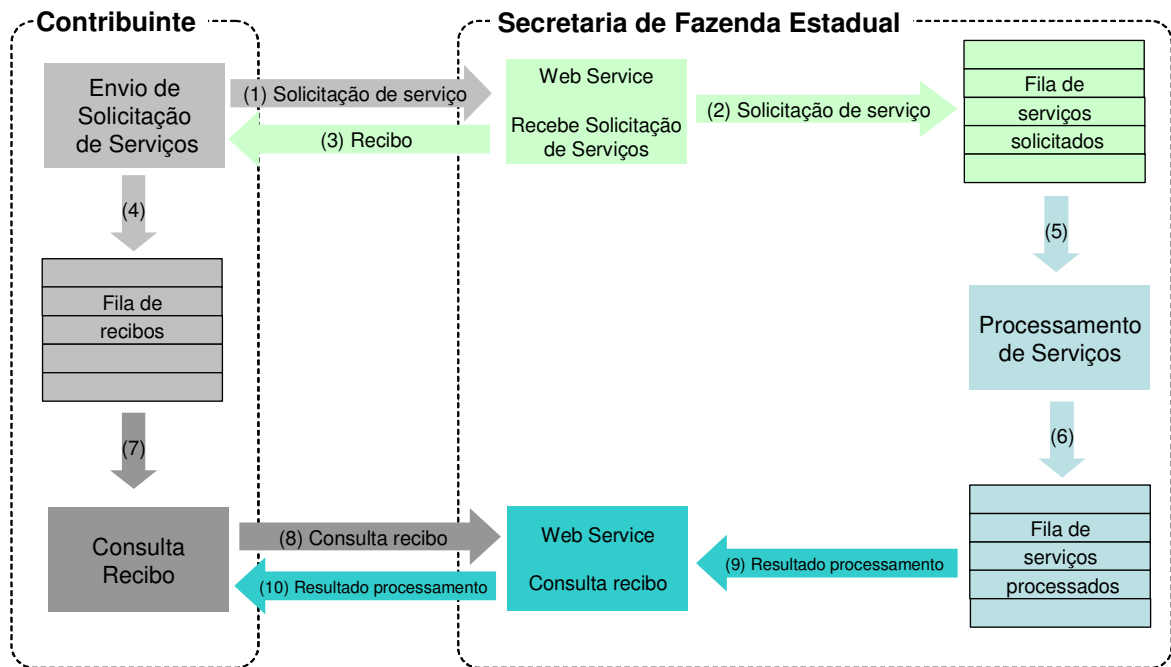 Contribuinte
Secretaria de Fazenda Estadual
Envio de
Solicitação
de Serviços
(1) Solicitação de serviço
(3) Recibo
Web Service
Recebe Solicitação
de Serviços
(2) Solicitação de serviço
Fila de
serviços
solicitados
(4)
(5)
Fila de
recibos
Processamento
de Serviços
(7)
(6)
Consulta
Recibo
(8) Consulta recibo
(10) Resultado processamento
Web Service
Consulta recibo
(9) Resultado processamento
Fila de
serviços
processados